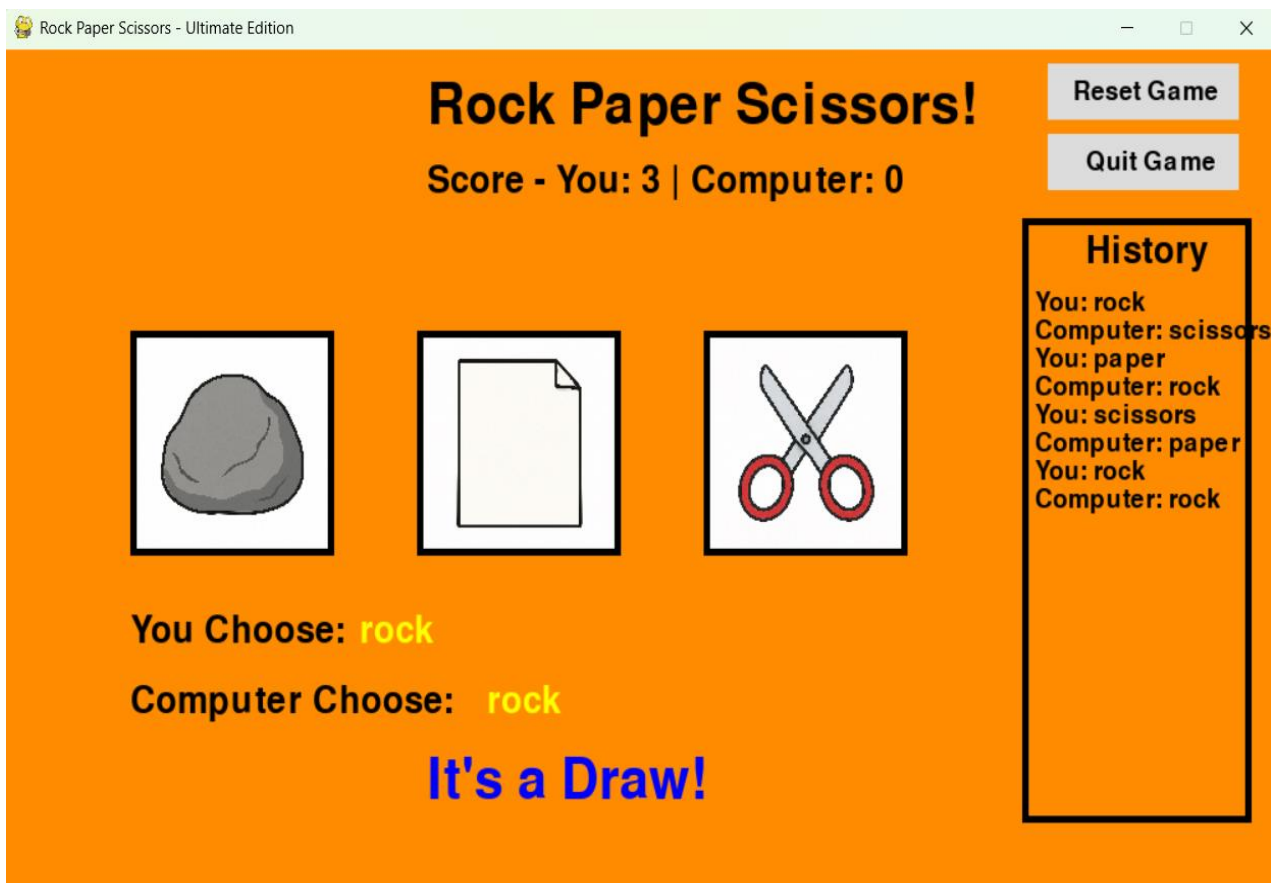 Rock Paper Scissors - Ultimate Edition
Rock Paper Scissors!
Score - You: 3 | Computer: 0
Reset Game
Quit Game
History
You: rock
Computer: scissors
You: paper
Computer: rock
You: scissors
Computer: paper
You: rock
Computer: rock
You Choose: rock
Computer Choose: rock
It's a Draw!